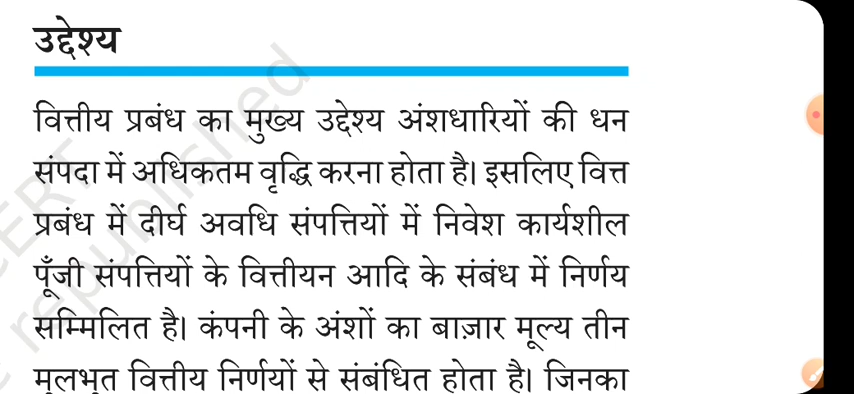 उद्देश्य
वित्तीय प्रबंध का मुख्य उद्देश्य अंशधारियों की धन
संपदा में अधिकतम वृद्धि करना होता है। इसलिए वित्त
प्रबंध में दीर्घ अवधि संपत्तियों में निवेश कार्यशील
पूँजी संपत्तियों के वित्तीयन आदि के संबंध में निर्णय
सम्मिलित है। कंपनी के अंशों का बाज़ार मूल्य तीन
मूलभूत वित्तीय निर्णयों से संबंधित होता है। जिनका